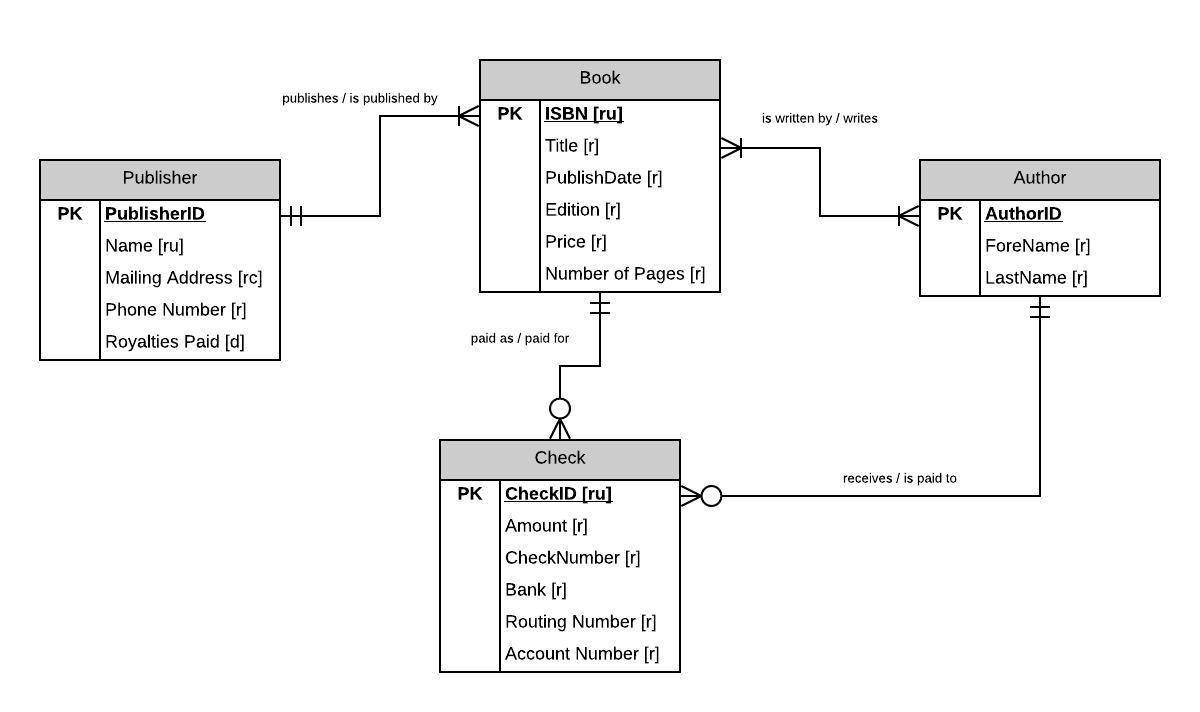 Book
publishes / is published by
PK ISBN [ru]
is written by / writes
Title [r]
Publisher
Author
PublishDate [r]
PK PublisherID
Edition [r]
PK AuthorID
Name [ru]
Price [r]
ForeName [r]
Mailing Address [rc]
Number of Pages [r]
LastName [r]
Phone Number [r]
Royalties Paid [d]
paid as / paid for
Check
receives / is paid to
PK CheckID [ru]
Amount [r]
CheckNumber [r]
Bank [r]
Routing Number [r]
Account Number [r]